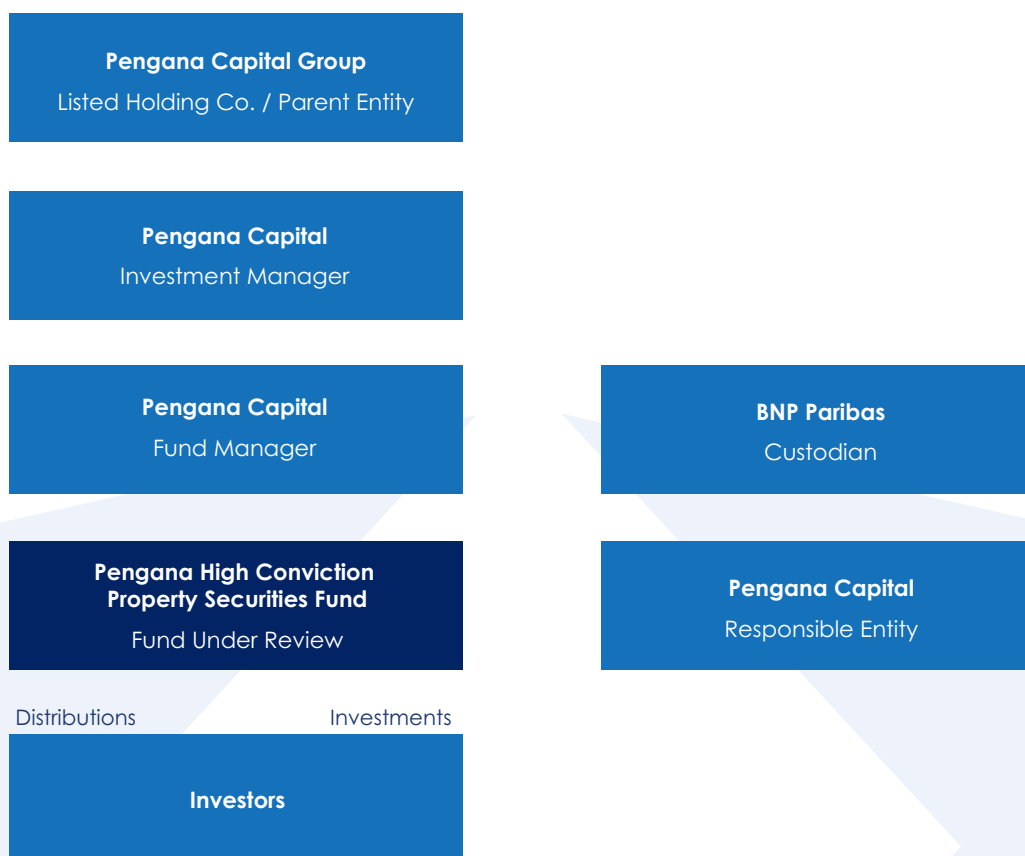 Pengana Capital Group
Listed Holding Co. / Parent Entity
Pengana Capital
Investment Manager
Pengana Capital
Fund Manager
BNP Paribas
Custodian
Pengana High Conviction
Property Securities Fund
Fund Under Review
Pengana Capital
Responsible Entity
Distributions
Investments
Investors